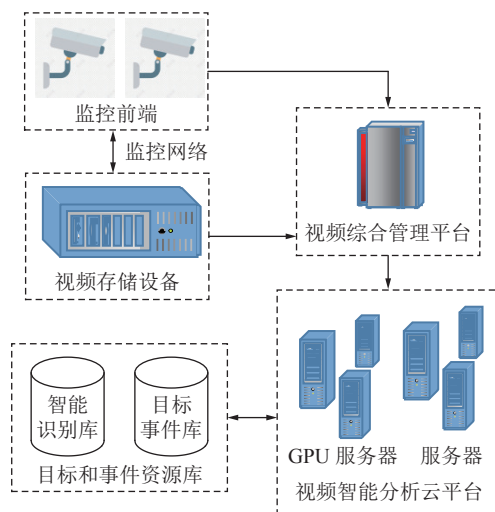 监控前端
监控网络
视频存储设备
视频综合管理平台
智能
识别库
目标
事件库
目标和事件资源库
GPU 服务器
服务器
视频智能分析云平台